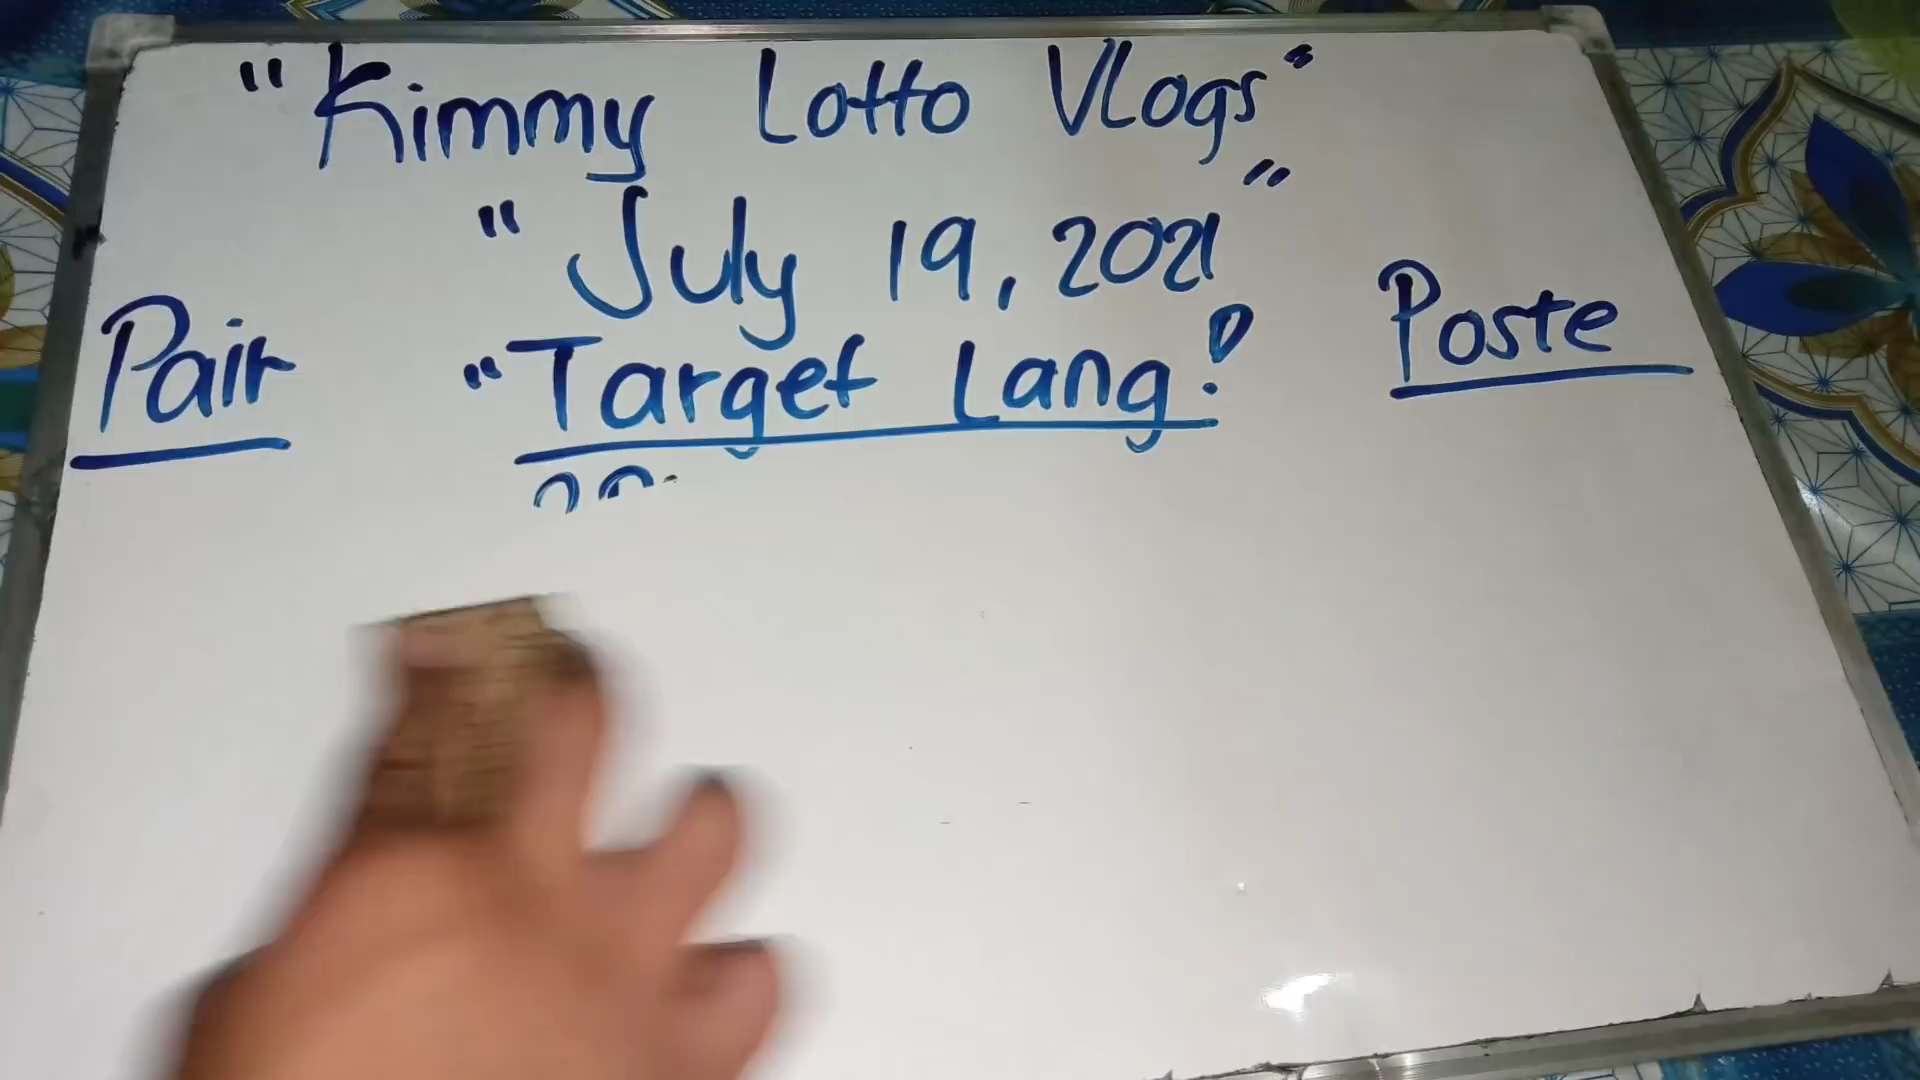 "Kimmy Lotto Vlogs"
"July 19, 2021"
Pair
"Target Lang!
Poste